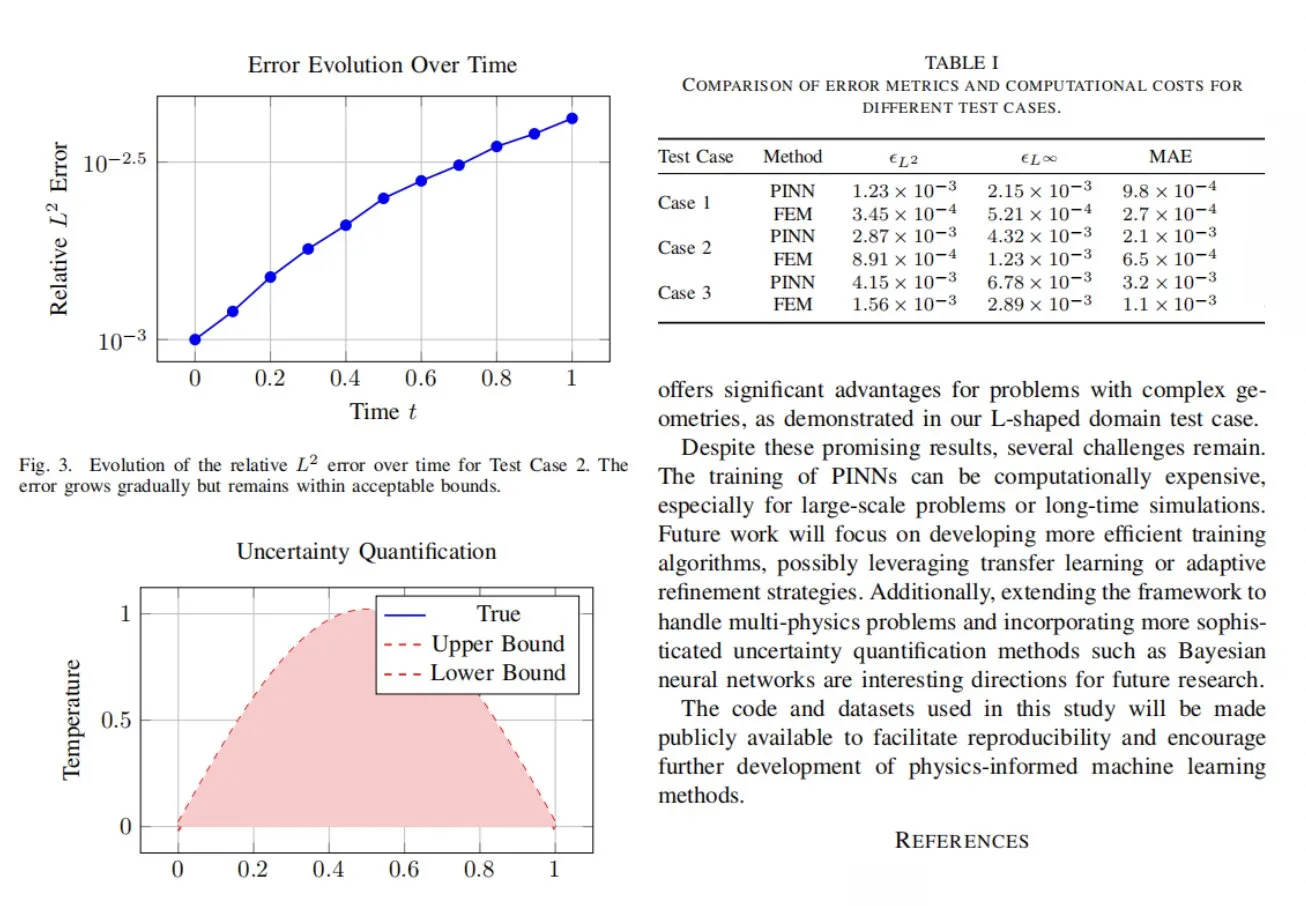 Error Evolution Over Time
10−2.5
10−3
Relative L2 Error
0 0.2 0.4 0.6 0.8 1
Time t
Fig. 3. Evolution of the relative L2 error over time for Test Case 2. The
error grows gradually but remains within acceptable bounds.
Uncertainty Quantification
True
Upper Bound
Lower Bound
1
0.5
0
Temperature
0 0.2 0.4 0.6 0.8 1
TABLE I
COMPARISON OF ERROR METRICS AND COMPUTATIONAL COSTS FOR
DIFFERENT TEST CASES.
Test Case Method ϵL2 ϵL∞ MAE
Case 1 PINN 1.23 × 10−3 2.15 × 10−3 9.8 × 10−4
FEM 3.45 × 10−4 5.21 × 10−4 2.7 × 10−4
Case 2 PINN 2.87 × 10−3 4.32 × 10−3 2.1 × 10−3
FEM 8.91 × 10−4 1.23 × 10−3 6.5 × 10−4
Case 3 PINN 4.15 × 10−3 6.78 × 10−3 3.2 × 10−3
FEM 1.56 × 10−3 2.89 × 10−3 1.1 × 10−3
offers significant advantages for problems with complex ge-
ometries, as demonstrated in our L-shaped domain test case.
Despite these promising results, several challenges remain.
The training of PINNs can be computationally expensive,
especially for large-scale problems or long-time simulations.
Future work will focus on developing more efficient training
algorithms, possibly leveraging transfer learning or adaptive
refinement strategies. Additionally, extending the framework to
handle multi-physics problems and incorporating more sophis-
ticated uncertainty quantification methods such as Bayesian
neural networks are interesting directions for future research.
The code and datasets used in this study will be made
publicly available to facilitate reproducibility and encourage
further development of physics-informed machine learning
methods.
REFERENCES